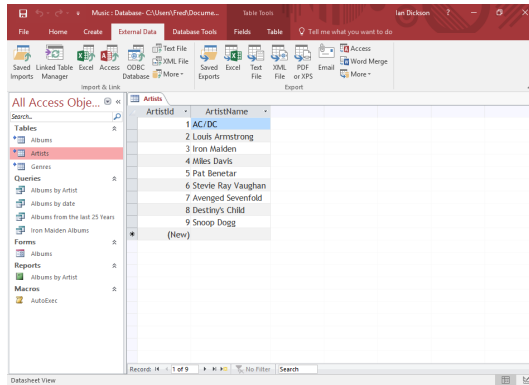 Music : Database- C:\Users\Fred\Docume...
Table Tools
Ian Dickson
?
File
Home
Create
External Data
Database Tools
Fields
Table
Tell me what you want to do
Saved Imports
Linked Table Manager
Excel
Access
ODBC Database
Text File
XML File
More
Saved Exports
Excel
Text File
XML File
PDF or XPS
Email
Access
Word Merge
More
Import & Link
Export
All Access Obje...
Search...
Tables
Albums
Artists
Genres
Queries
Albums by Artist
Albums by date
Albums from the last 25 Years
Iron Maiden Albums
Forms
Albums
Reports
Albums by Artist
Macros
AutoExec
Artists
ArtistId ArtistName
1 AC/DC
2 Louis Armstrong
3 Iron Maiden
4 Miles Davis
5 Pat Benetar
6 Stevie Ray Vaughan
7 Avenged Sevenfold
8 Destiny's Child
9 Snoop Dogg
(New)
Record: 1 of 9 No Filter Search
Datasheet View